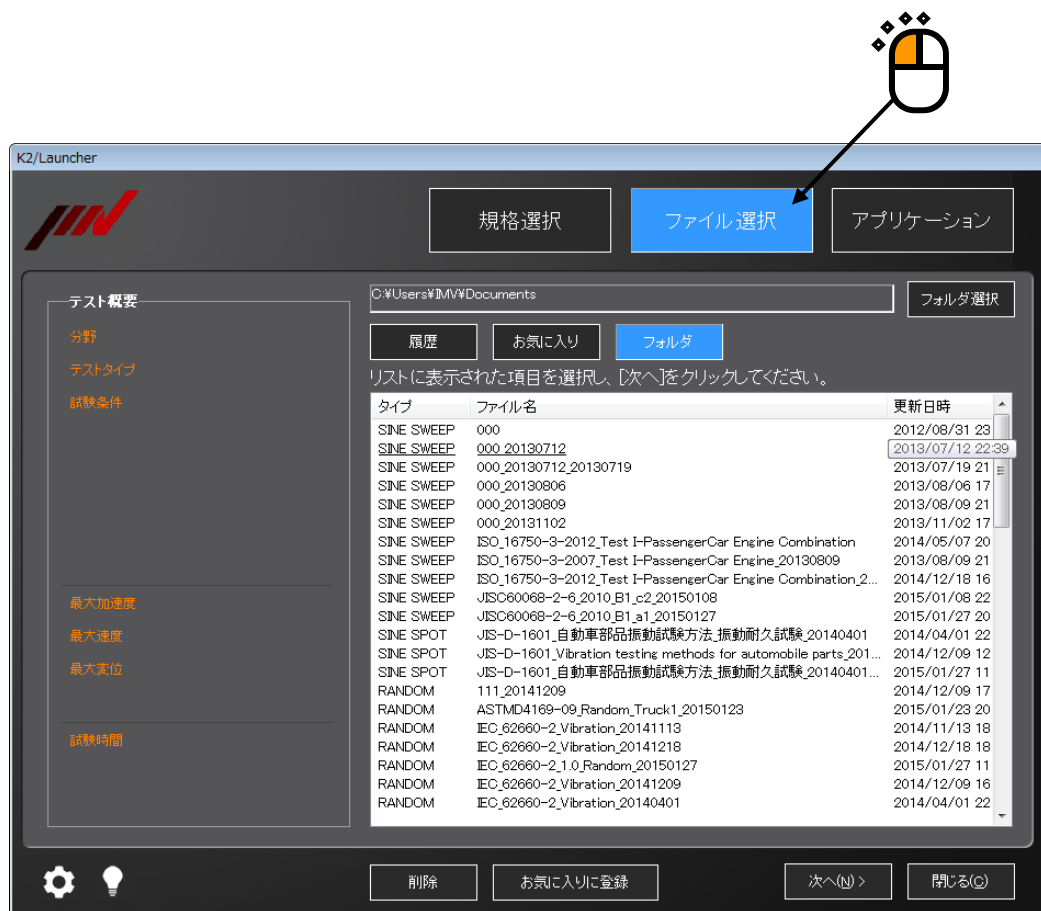 K2/Launcher
IMV
規格選択 ファイル選択 アプリケーション
テスト概要
分野
テストタイプ
試験条件
最大加速度
最大速度
最大変位
試験時間
C:¥Users¥IMV¥Documents フォルダ選択
履歴 お気に入り フォルダ
リストに表示された項目を選択し、[次へ]をクリックしてください。
タイプ ファイル名 更新日時
SINE SWEEP 000 2012/08/31 23
SINE SWEEP 000_20130712 2013/07/12 22:39
SINE SWEEP 000_20130712_20130719 2013/07/19 21
SINE SWEEP 000_20130806 2013/08/06 17
SINE SWEEP 000_20130809 2013/08/09 21
SINE SWEEP 000_20131102 2013/11/02 17
SINE SWEEP ISO_16750-3-2012_Test I-PassengerCar Engine Combination 2014/05/07 20
SINE SWEEP ISO_16750-3-2007_Test I-PassengerCar Engine_20130809 2013/08/09 21
SINE SWEEP ISO_16750-3-2012_Test I-PassengerCar Engine Combination_2... 2014/12/18 16
SINE SWEEP JISC60068-2-6_2010_B1_c2_20150108 2015/01/08 22
SINE SWEEP JISC60068-2-6_2010_B1_a1_20150127 2015/01/27 20
SINE SPOT JIS-D-1601_自動車部品振動試験方法_振動耐久試験_20140401 2014/04/01 22
SINE SPOT JIS-D-1601_Vibration testing methods for automobile parts_201... 2014/12/09 12
SINE SPOT JIS-D-1601_自動車部品振動試験方法_振動耐久試験_20140401... 2015/01/27 11
RANDOM 111_20141209 2014/12/09 17
RANDOM ASTMD4169-09_Random_Truck1_20150123 2015/01/23 20
RANDOM IEC_62660-2_Vibration_20141113 2014/11/13 18
RANDOM IEC_62660-2_Vibration_20141218 2014/12/18 18
RANDOM IEC_62660-2_1.0_Random_20150127 2015/01/27 11
RANDOM IEC_62660-2_Vibration_20141209 2014/12/09 16
RANDOM IEC_62660-2_Vibration_20140401 2014/04/01 22
削除 お気に入りに登録 次へ(N) > 閉じる(C)